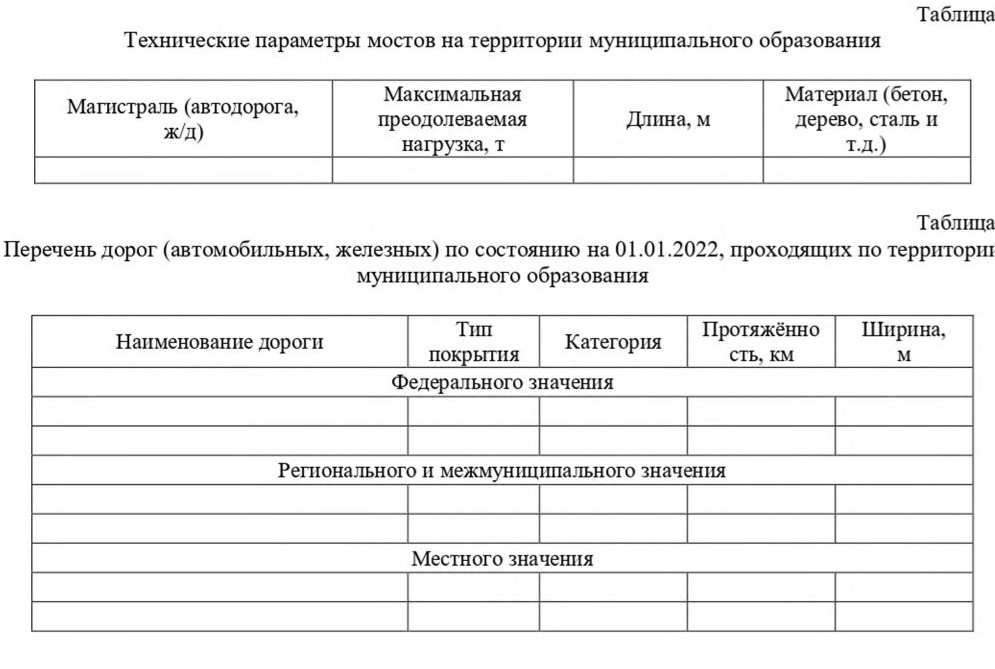 Таблица
Технические параметры мостов на территории муниципального образования
Магистраль (автодорога,
ж/д)
Максимальная
преодолеваемая
нагрузка, т
Длина, м
Материал (бетон,
дерево, сталь и
т.д.)
Таблица
Перечень дорог (автомобильных, железных) по состоянию на 01.01.2022, проходящих по территории
муниципального образования
Наименование дороги
Тип
покрытия
Категория
Протяжённо
сть, км
Ширина,
м
Федерального значения
Регионального и межмуниципального значения
Местного значения